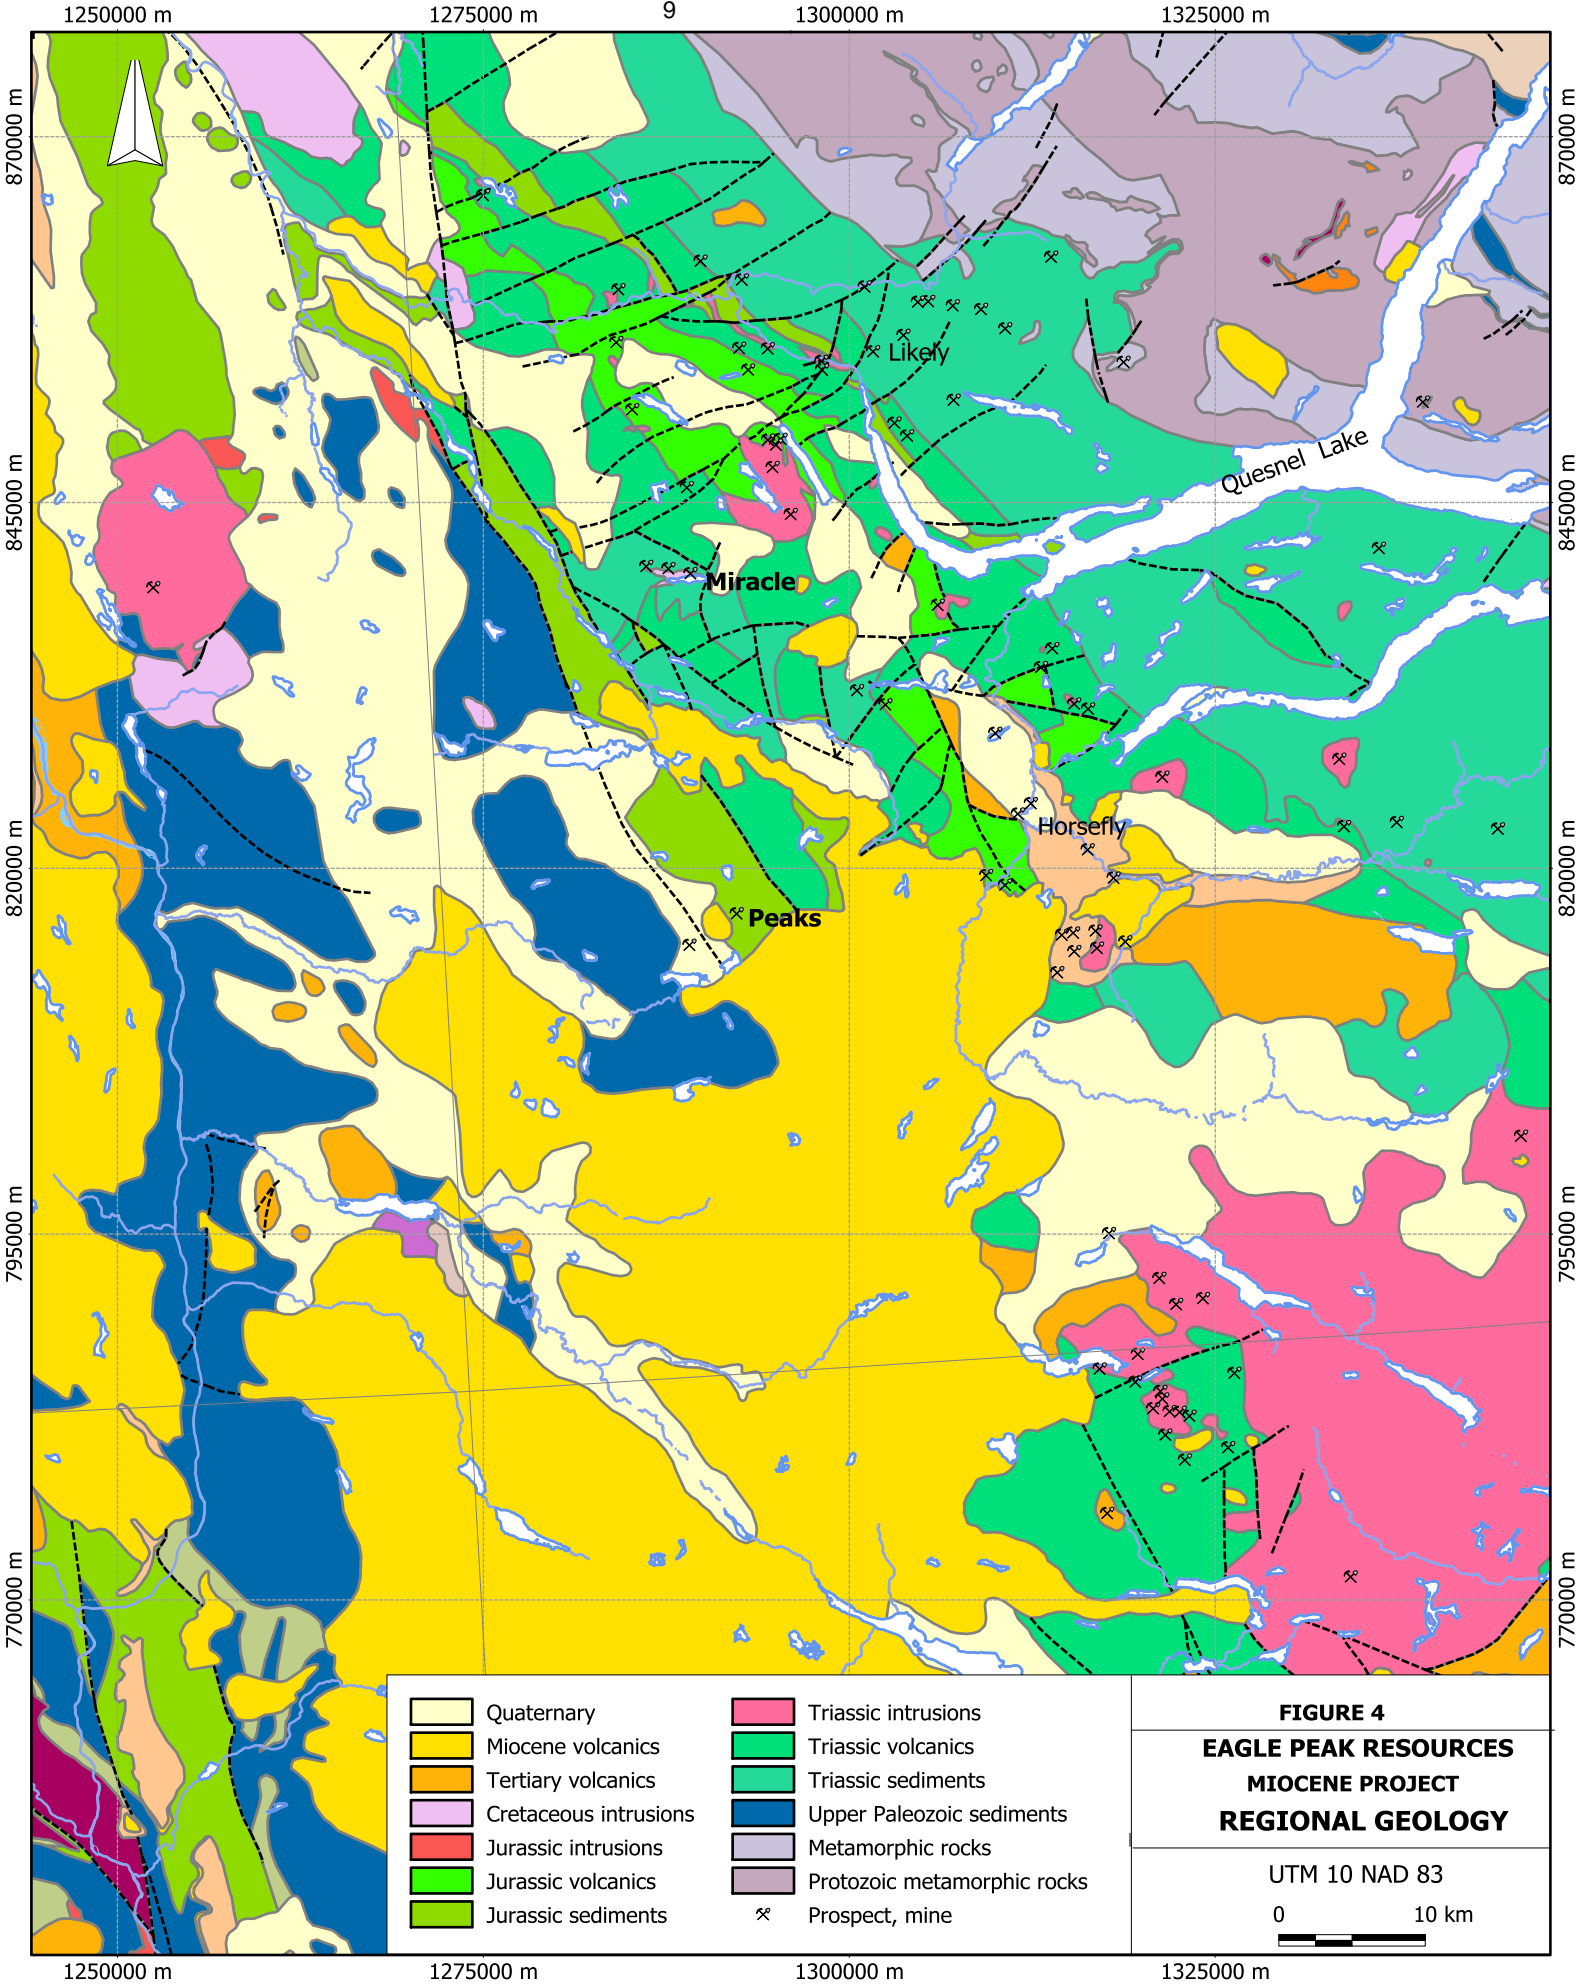 9
1250000 m 1275000 m 1300000 m 1325000 m
870000 m 870000 m
Likely
Quesnel Lake
845000 m 845000 m
Miracle
Horsefly
820000 m 820000 m
Peaks
795000 m 795000 m
770000 m 770000 m
Quaternary
Miocene volcanics
Tertiary volcanics
Cretaceous intrusions
Jurassic intrusions
Jurassic volcanics
Jurassic sediments
Triassic intrusions
Triassic volcanics
Triassic sediments
Upper Paleozoic sediments
Metamorphic rocks
Protozoic metamorphic rocks
Prospect, mine
FIGURE 4
EAGLE PEAK RESOURCES
MIOCENE PROJECT
REGIONAL GEOLOGY
UTM 10 NAD 83
0 10 km
1250000 m 1275000 m 1300000 m 1325000 m